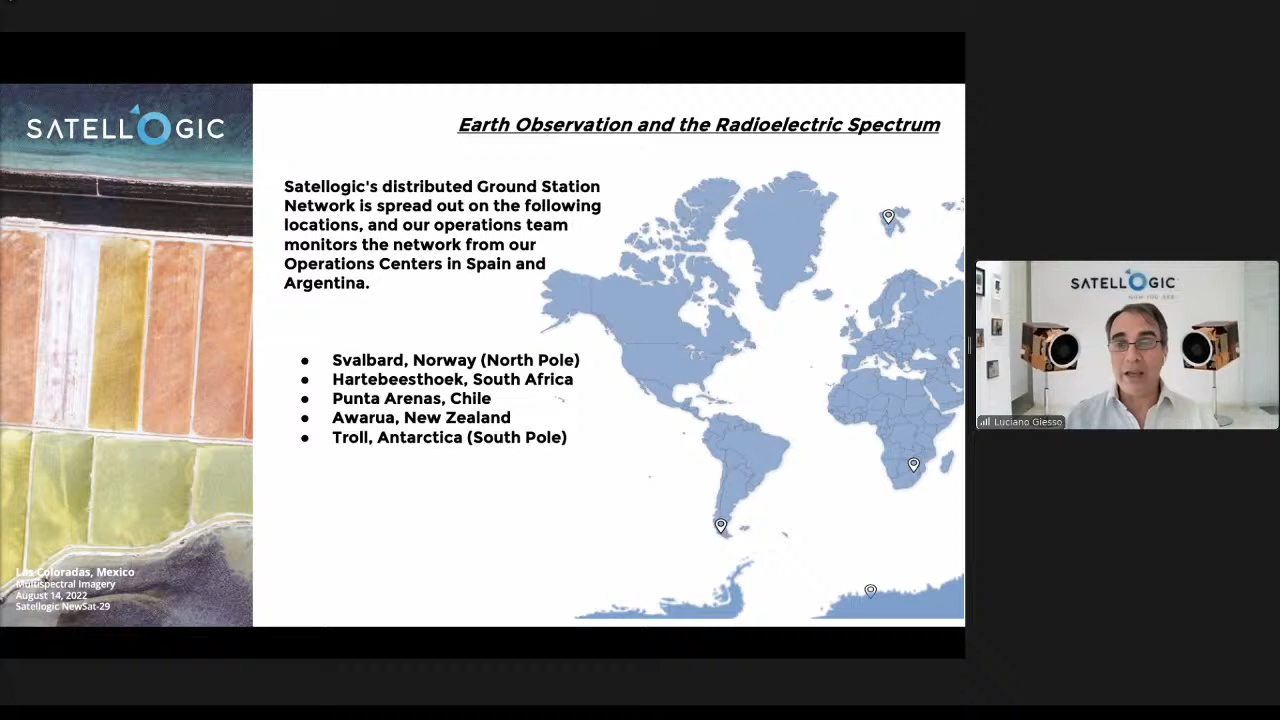 SATELLOGIC
Earth Observation and the Radioelectric Spectrum
Satellogic's distributed Ground Station
Network is spread out on the following
locations, and our operations team
monitors the network from our
Operations Centers in Spain and
Argentina.
● Svalbard, Norway (North Pole)
● Hartebeesthoek, South Africa
● Punta Arenas, Chile
● Awarua, New Zealand
● Troll, Antarctica (South Pole)
Las Coloradas, Mexico
Multispectral Imagery
August 14, 2022
Satellogic NewSat-29
SATELLOGIC
NOW YOU SEE
Luciano Giesso